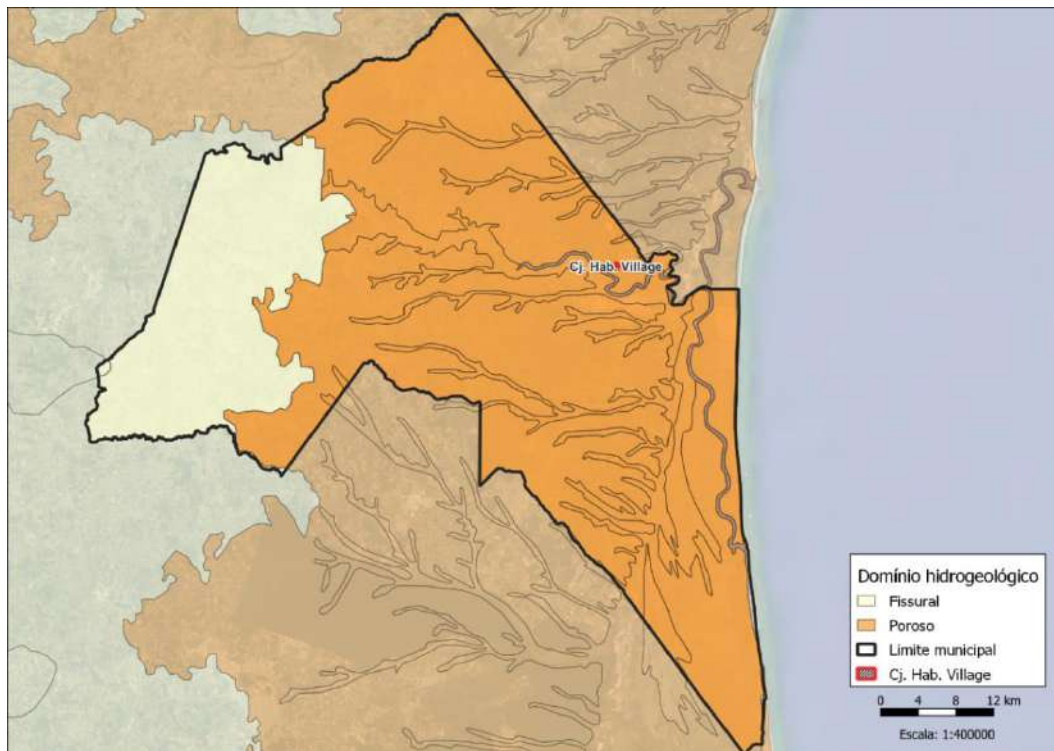 Cj. Hab. Village
Domínio hidrogeológico
Fissural
Poroso
Limite municipal
Cj. Hab. Village
0 4 8 12 km
Escala: 1:400000